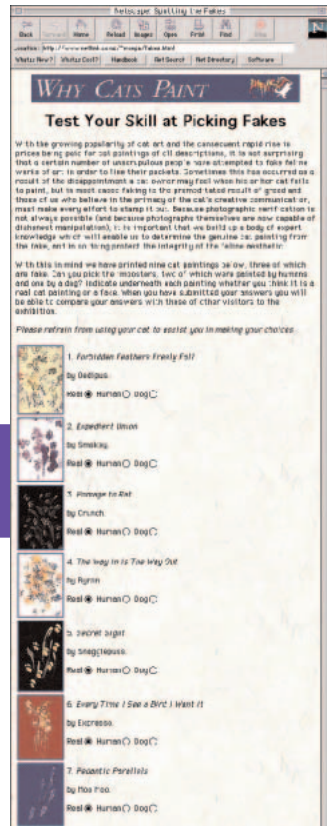 Netscape: Spotting the Fakes
Back Forward Home Reload Images Open Print Find Stop
Location: http://www.netlink.co.nz/
What's New? What's Cool? Handbook Net Search Net Directory Software
WHY CATS PAINT
Test Your Skill at Picking Fakes
With the growing popularity of cat art and the consequent rapid rise in
prices being paid for cat paintings of all descriptions, it is not surprising
that a certain number of unscrupulous people have attempted to fake feline
works of art in order to line their pockets. Sometimes this has occurred as a
result of the disappointment a cat owner may feel when his or her cat fails
to paint, but in most cases faking is the premeditated result of greed and
those of us who believe in the primacy of the cat's creative communication,
must make every effort to stamp it out. Because photographic verification is
not always possible (and because photographs themselves are now capable of
dishonest manipulation), it is important that we build up a body of expert
knowledge which will enable us to determine the genuine cat painting from
the fake, and in so doing protect the integrity of the feline aesthetic.
With this in mind we have printed nine cat paintings below, three of which
are fake. Can you pick the imposters, two of which were painted by humans
and one by a dog? Indicate underneath each painting whether you think it is a
real cat painting or a fake. When you have submitted your answers you will
be able to compare your answers with those of other visitors to the
exhibition.
Please refrain from using your cat to assist you in making your choices.
1. Forbidden Feathers Freely Fall
by Oedipus.
Real Human Dog
2. Expedient Union
by Smokey.
Real Human Dog
3. Homage to Rat
by Crunch.
Real Human Dog
4. The Way In Is The Way Out
by Byron
Real Human Dog
5. Secret Night
by Snagglepuss.
Real Human Dog
6. Every Time I See a Bird I Want It
by Espresso.
Real Human Dog
7. Pedantic Parallels
by Moo Poo.
Real Human Dog